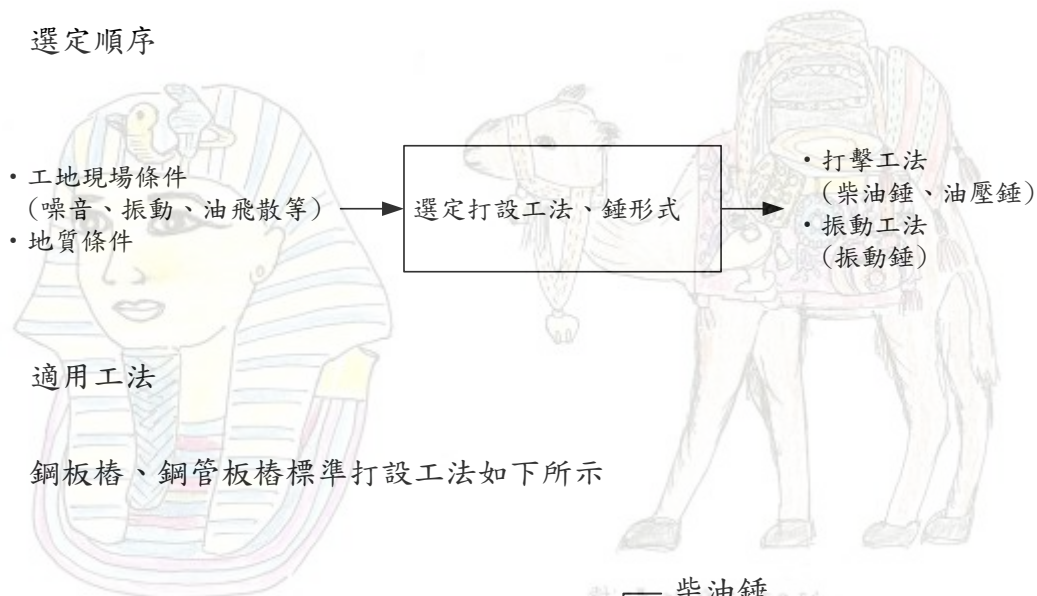 選定順序
・工地現場條件
(噪音、振動、油飛散等)
・地質條件
選定打設工法、錘形式
・打擊工法
(柴油錘、油壓錘)
・振動工法
(振動錘)
適用工法
鋼板樁、鋼管板樁標準打設工法如下所示
柴油錘